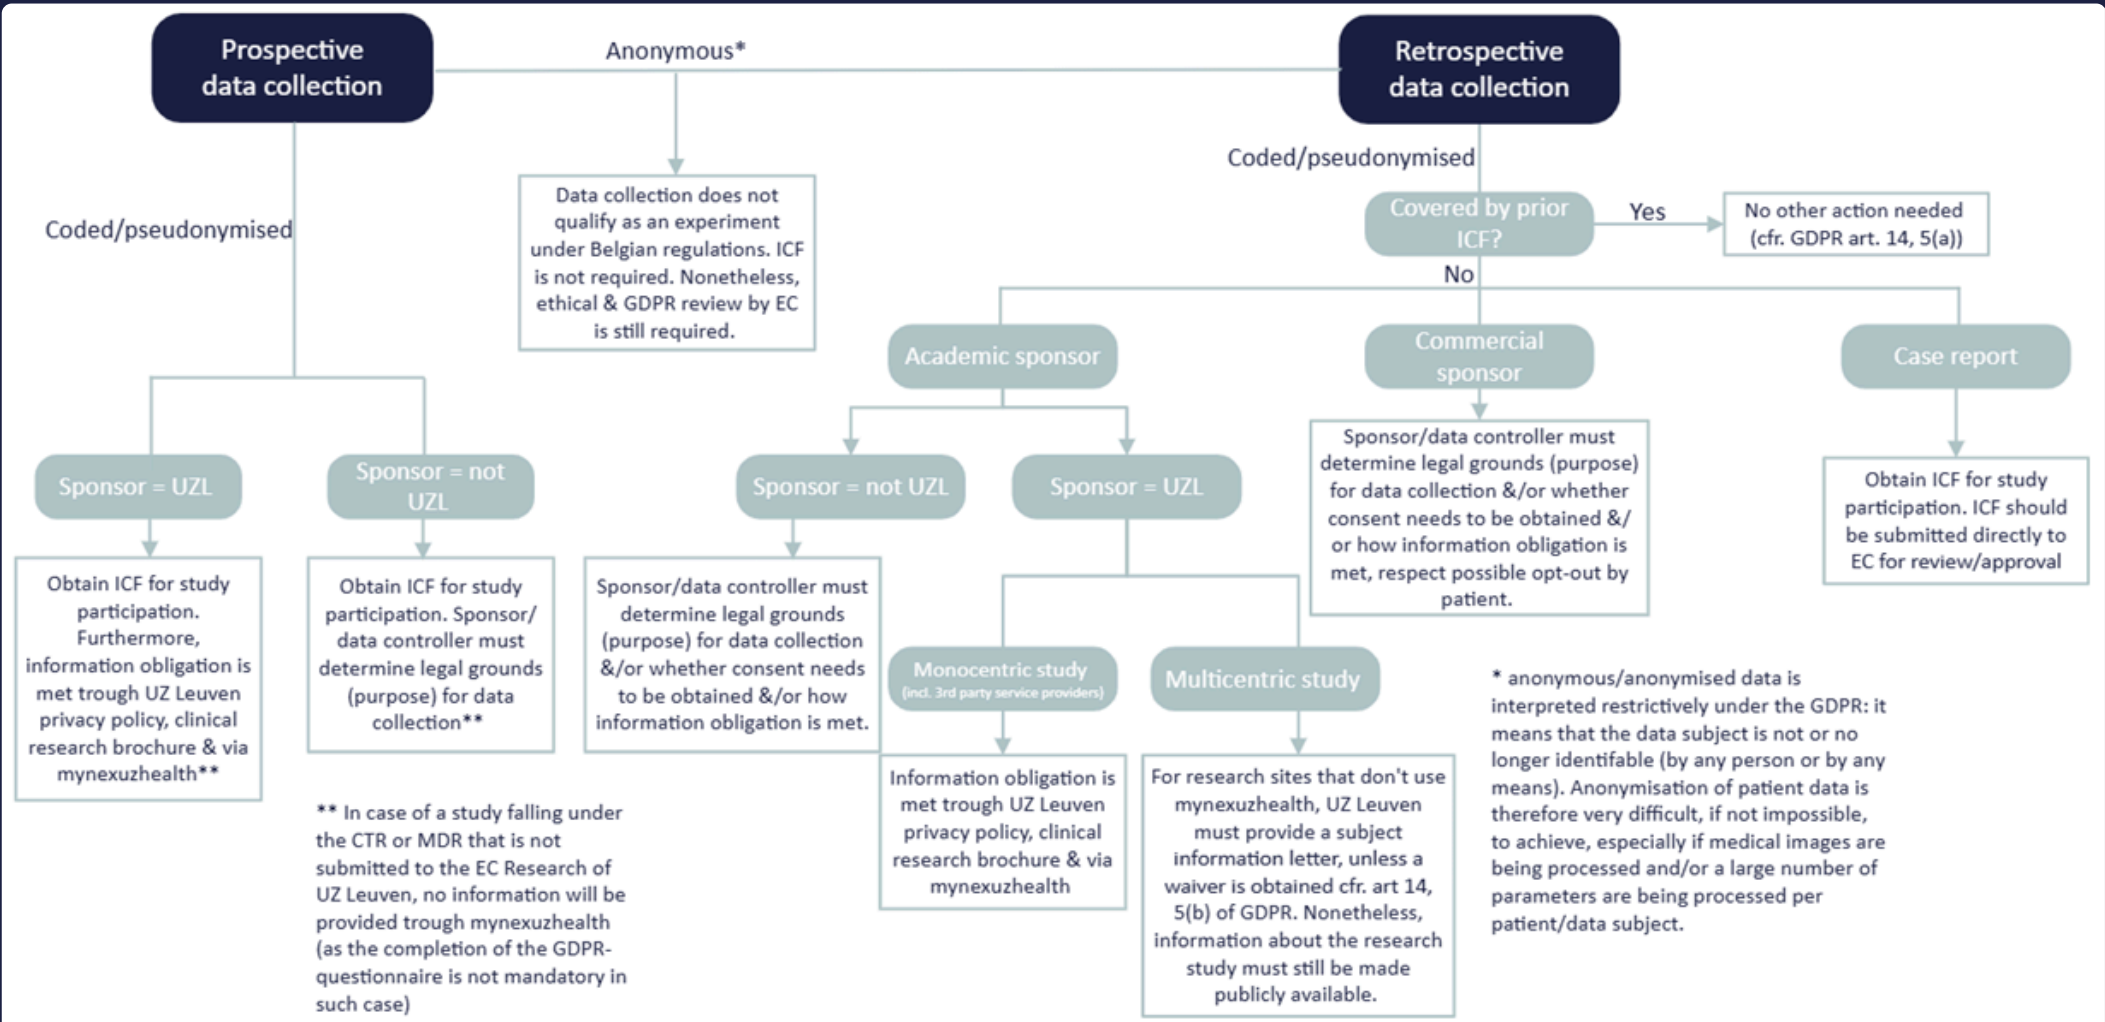 Prospective
data collection
Anonymous*
Retrospective
data collection
Coded/pseudonymised
Data collection does not
qualify as an experiment
under Belgian regulations. ICF
is not required. Nonetheless,
ethical & GDPR review by EC
is still required.
Coded/pseudonymised
Covered by prior
ICF?
Yes
No other action needed
(cfr. GDPR art. 14, 5(a))
No
Academic sponsor
Commercial
sponsor
Case report
Sponsor = UZL
Sponsor = not
UZL
Sponsor = not UZL
Sponsor = UZL
Sponsor/data controller must
determine legal grounds (purpose)
for data collection &/or whether
consent needs to be obtained &/
or how information obligation is
met, respect possible opt-out by
patient.
Obtain ICF for study
participation. ICF should
be submitted directly to
EC for review/approval
Obtain ICF for study
participation.
Furthermore,
information obligation is
met trough UZ Leuven
privacy policy, clinical
research brochure & via
mynexuzhealth**
Obtain ICF for study
participation. Sponsor/
data controller must
determine legal grounds
(purpose) for data
collection**
Sponsor/data controller must
determine legal grounds
(purpose) for data collection
&/or whether consent needs
to be obtained &/or how
information obligation is met.
Monocentric study
(incl. 3rd party service providers)
Multicentric study
Information obligation is
met trough UZ Leuven
privacy policy, clinical
research brochure & via
mynexuzhealth
For research sites that don't use
mynexuzhealth, UZ Leuven
must provide a subject
information letter, unless a
waiver is obtained cfr. art 14,
5(b) of GDPR. Nonetheless,
information about the research
study must still be made
publicly available.
* anonymous/anonymised data is
interpreted restrictively under the GDPR: it
means that the data subject is not or no
longer identifable (by any person or by any
means). Anonymisation of patient data is
therefore very difficult, if not impossible,
to achieve, especially if medical images are
being processed and/or a large number of
parameters are being processed per
patient/data subject.
** In case of a study falling under
the CTR or MDR that is not
submitted to the EC Research of
UZ Leuven, no information will be
provided trough mynexuzhealth
(as the completion of the GDPR-
questionnaire is not mandatory in
such case)